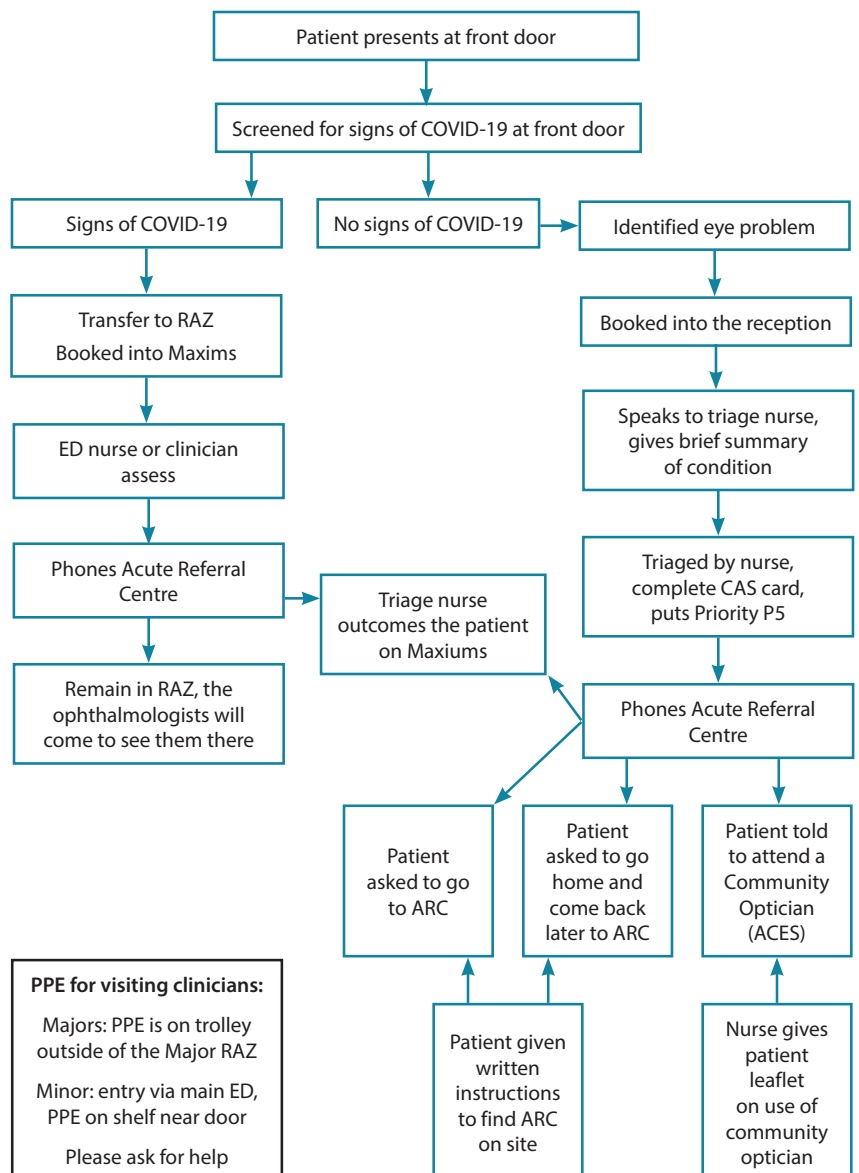 Patient presents at front door
Screened for signs of COVID-19 at front door
Signs of COVID-19
No signs of COVID-19
Identified eye problem
Transfer to RAZ
Booked into Maxims
Booked into the reception
ED nurse or clinician
assess
Speaks to triage nurse,
gives brief summary
of condition
Phones Acute Referral
Centre
Triage nurse
outcomes the patient
on Maxiums
Triaged by nurse,
complete CAS card,
puts Priority P5
Remain in RAZ, the
ophthalmologists will
come to see them there
Phones Acute Referral
Centre
Patient
asked to go
to ARC
Patient
asked to go
home and
come back
later to ARC
Patient told
to attend a
Community
Optician
(ACES)
PPE for visiting clinicians:
Majors: PPE is on trolley
outside of the Major RAZ
Minor: entry via main ED,
PPE on shelf near door
Please ask for help
Patient given
written
instructions
to find ARC
on site
Nurse gives
patient
leaflet
on use of
community
optician